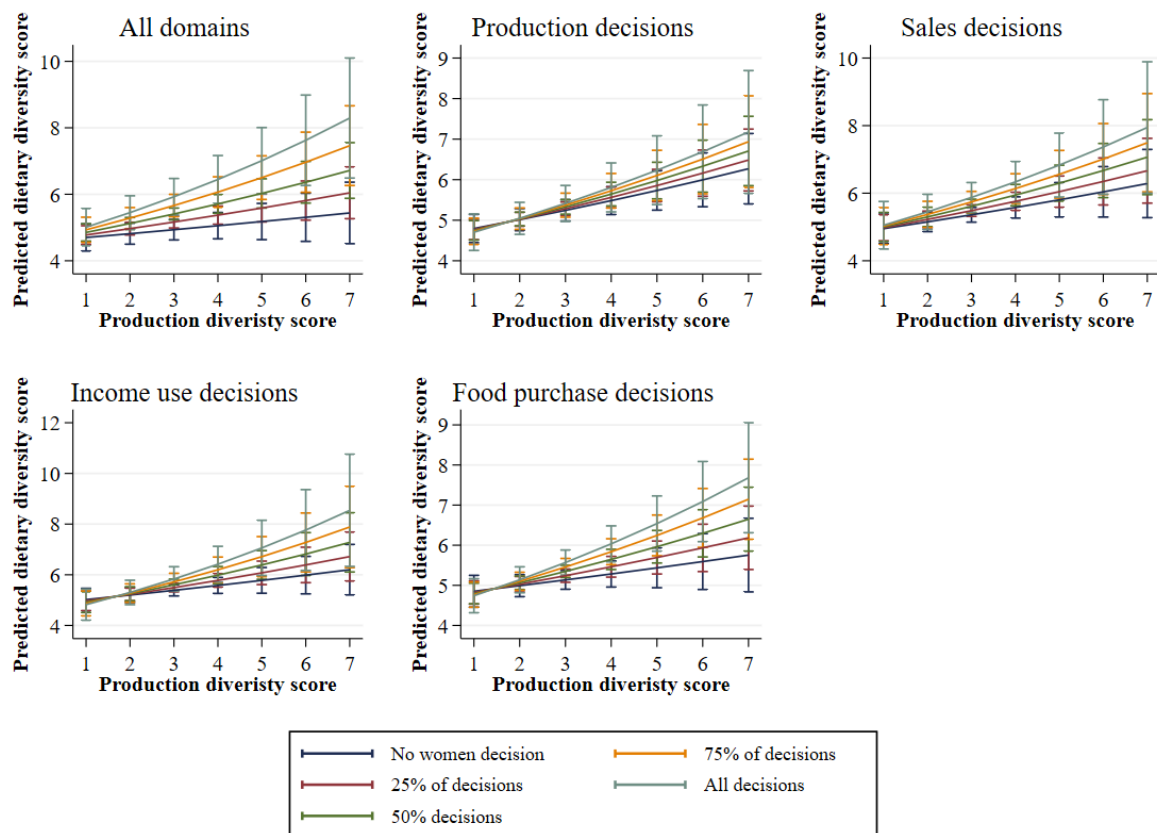 All domains
Predicted dietary diversity score
10
8
6
4
1 2 3 4 5 6 7
Production diveristy score
Production decisions
Predicted dietary diversity score
9
8
7
6
5
4
1 2 3 4 5 6 7
Production diveristy score
Sales decisions
Predicted dietary diversity score
10
8
6
4
1 2 3 4 5 6 7
Production diveristy score
Income use decisions
Predicted dietary diversity score
12
10
8
6
4
1 2 3 4 5 6 7
Production diveristy score
Food purchase decisions
Predicted dietary diversity score
9
8
7
6
5
4
1 2 3 4 5 6 7
Production diveristy score
No women decision
75% of decisions
25% of decisions
All decisions
50% decisions